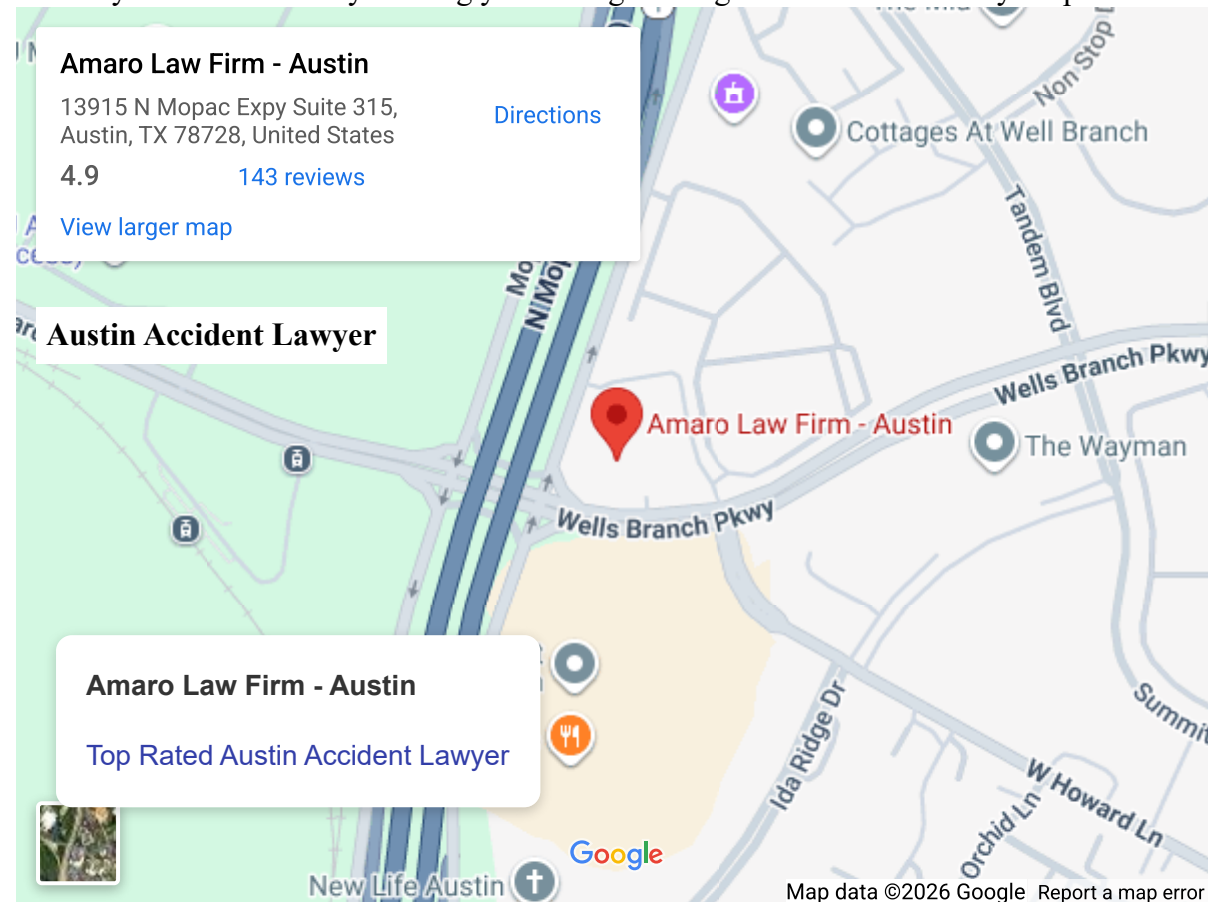 Amaro Law Firm - Austin
13915 N Mopac Expy Suite 315,
Austin, TX 78728, United States
Directions
4.9
143 reviews
View larger map
Non Stop
Cottages At Well Branch
Tandem Blvd
N Mop
Austin Accident Lawyer
Wells Branch Pkwy
Amaro Law Firm - Austin
The Wayman
Wells Branch Pkwy
Amaro Law Firm - Austin
Top Rated Austin Accident Lawyer
Ida Ridge Dr
Summit
W Howard Ln
Orchid Ln
Google
New Life Austin
Map data ©2026 Google
Report a map error